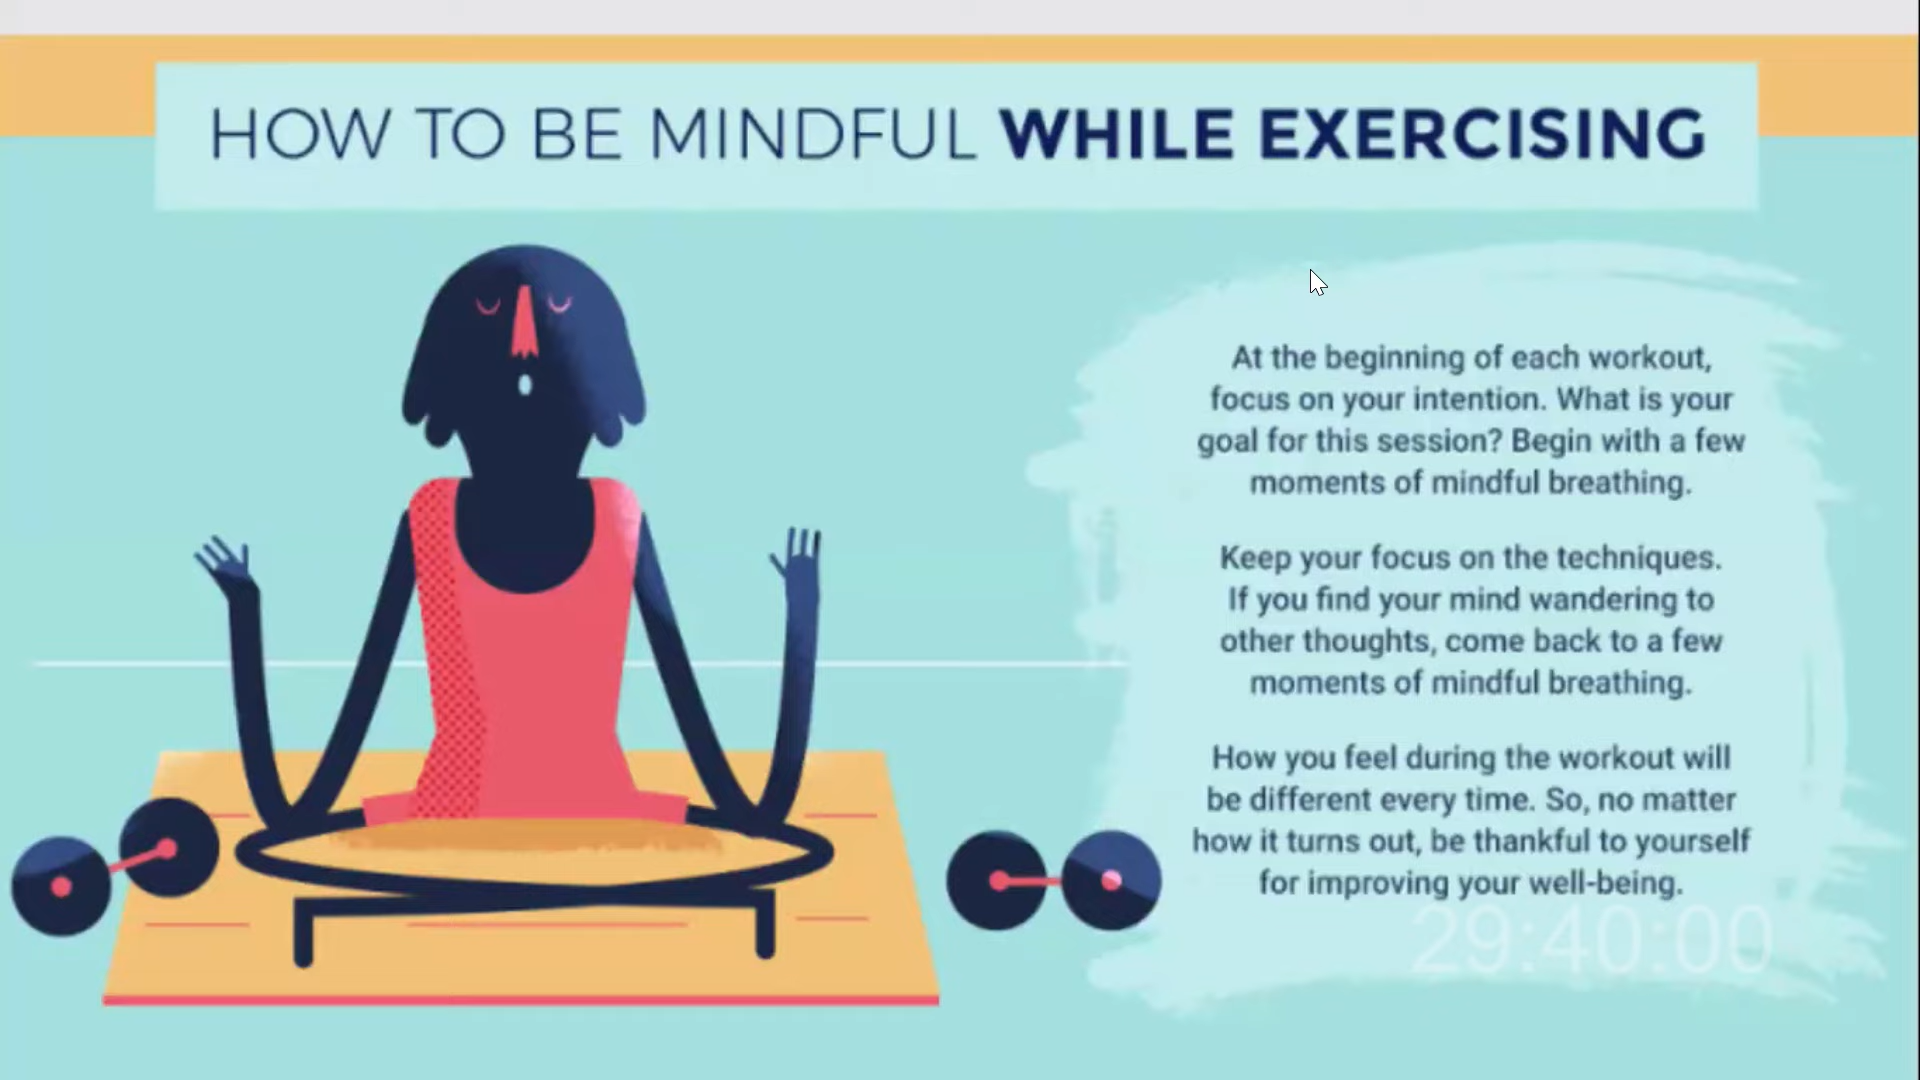 HOW TO BE MINDFUL WHILE EXERCISING
At the beginning of each workout,
focus on your intention. What is your
goal for this session? Begin with a few
moments of mindful breathing.
Keep your focus on the techniques.
If you find your mind wandering to
other thoughts, come back to a few
moments of mindful breathing.
How you feel during the workout will
be different every time. So, no matter
how it turns out, be thankful to yourself
for improving your well-being.
29:40:00